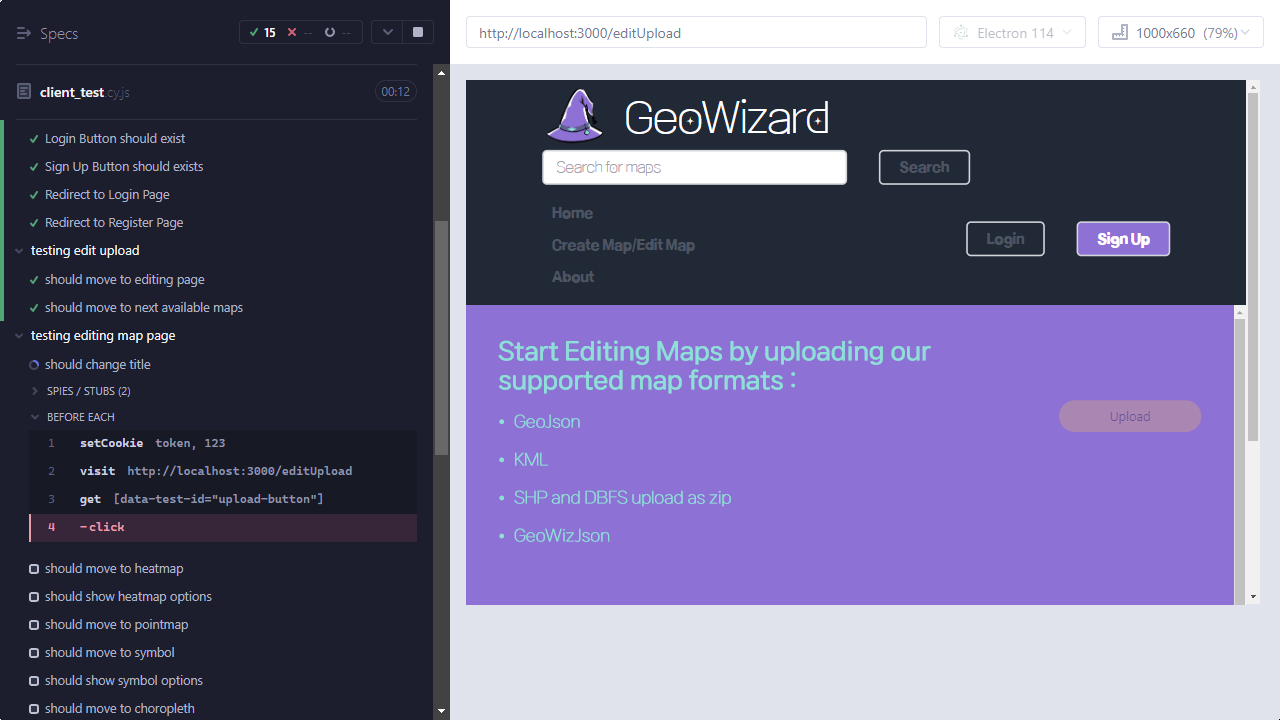 Specs
15
--
--
client_test.cy.js
00:12
Login Button should exist
Sign Up Button should exists
Redirect to Login Page
Redirect to Register Page
testing edit upload
should move to editing page
should move to next available maps
testing editing map page
should change title
SPIES / STUBS (2)
BEFORE EACH
1 setCookie token, 123
2 visit http://localhost:3000/editUpload
3 get [data-test-id="upload-button"]
4 -click
should move to heatmap
should show heatmap options
should move to pointmap
should move to symbol
should show symbol options
should move to choropleth
http://localhost:3000/editUpload
Electron 114
1000x660 (79%)
GeoWizard
Search for maps
Search
Home
Create Map/Edit Map
About
Login
Sign Up
Start Editing Maps by uploading our
supported map formats :
• GeoJson
• KML
• SHP and DBFS upload as zip
• GeoWizJson
Upload